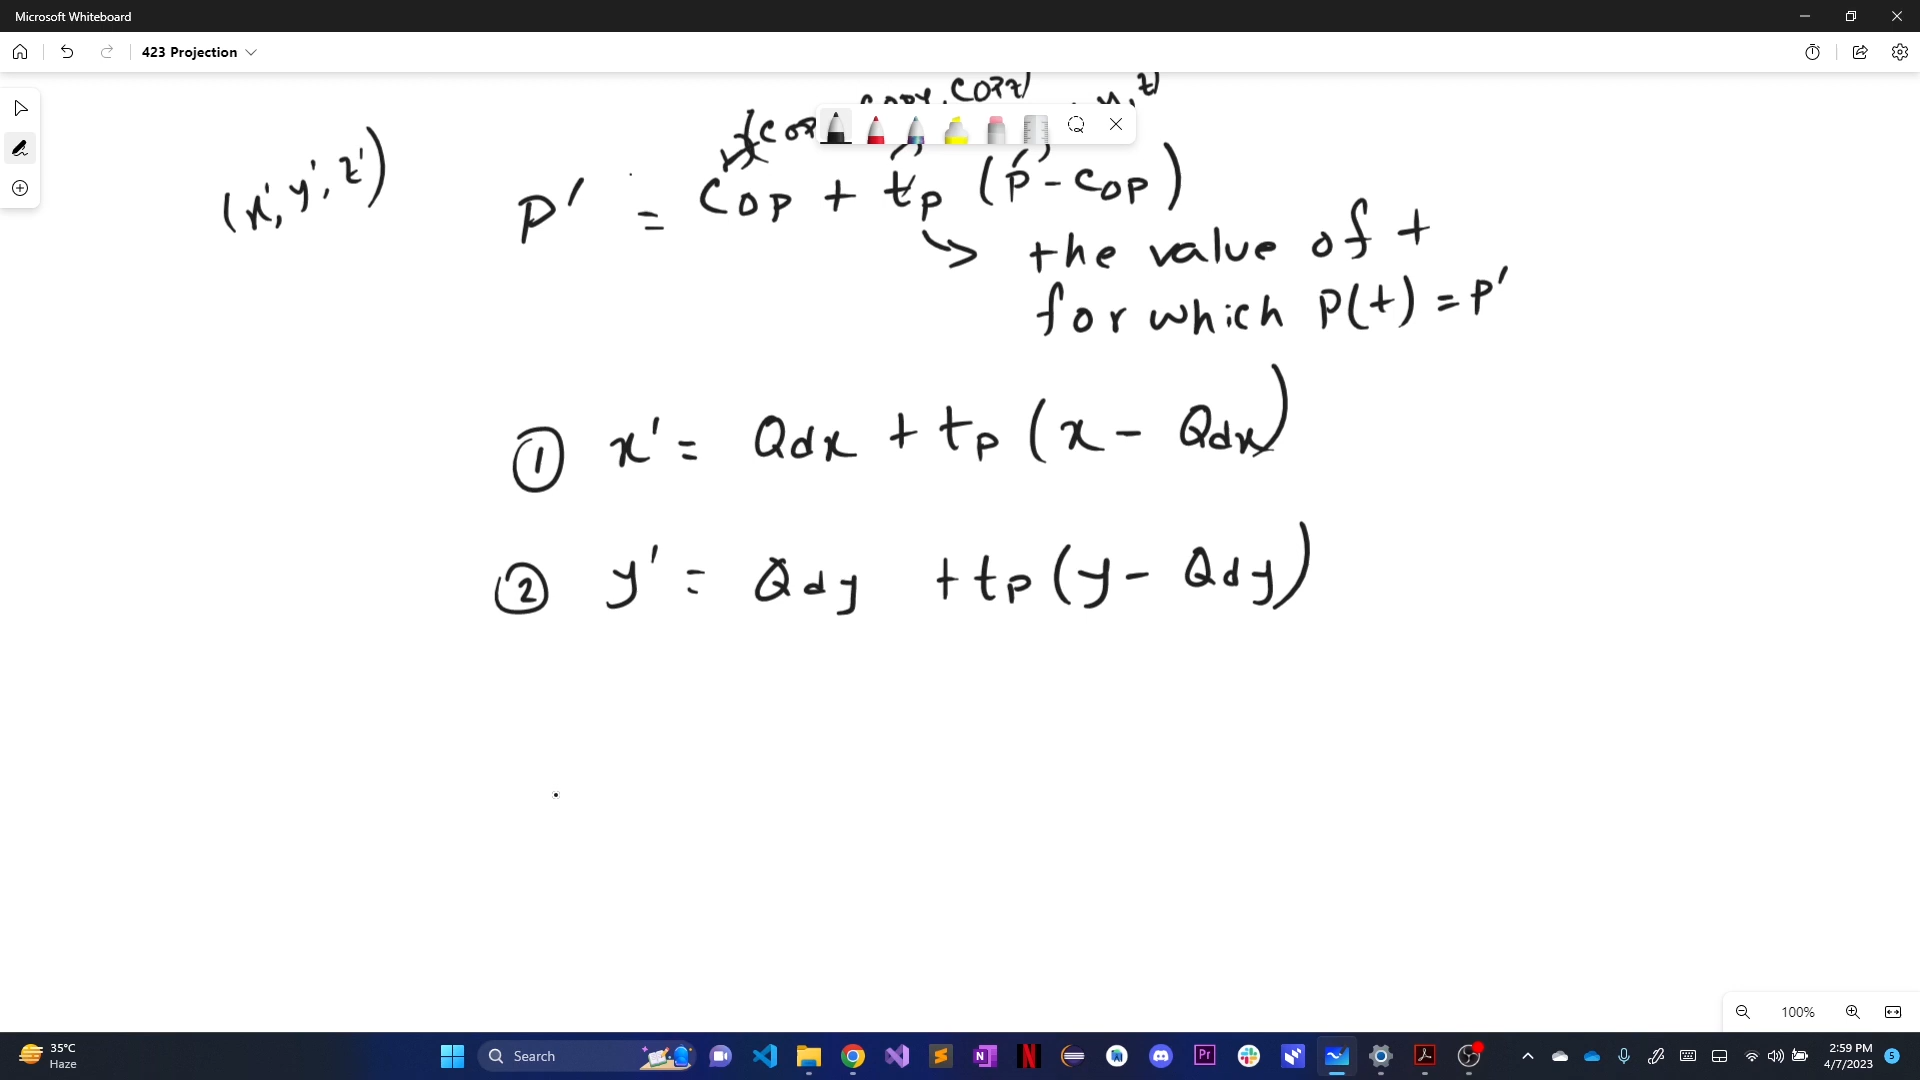 Microsoft Whiteboard
423 Projection
(x', y', z')
P' = COP + tp (P - COP)
↳ the value of t
for which P(t) = P'
① x' = Qdx + tp (x - Qdx)
② y' = Qdy + tp (y - Qdy)
100%
35°C
Haze
Search
2:59 PM
4/7/2023
5